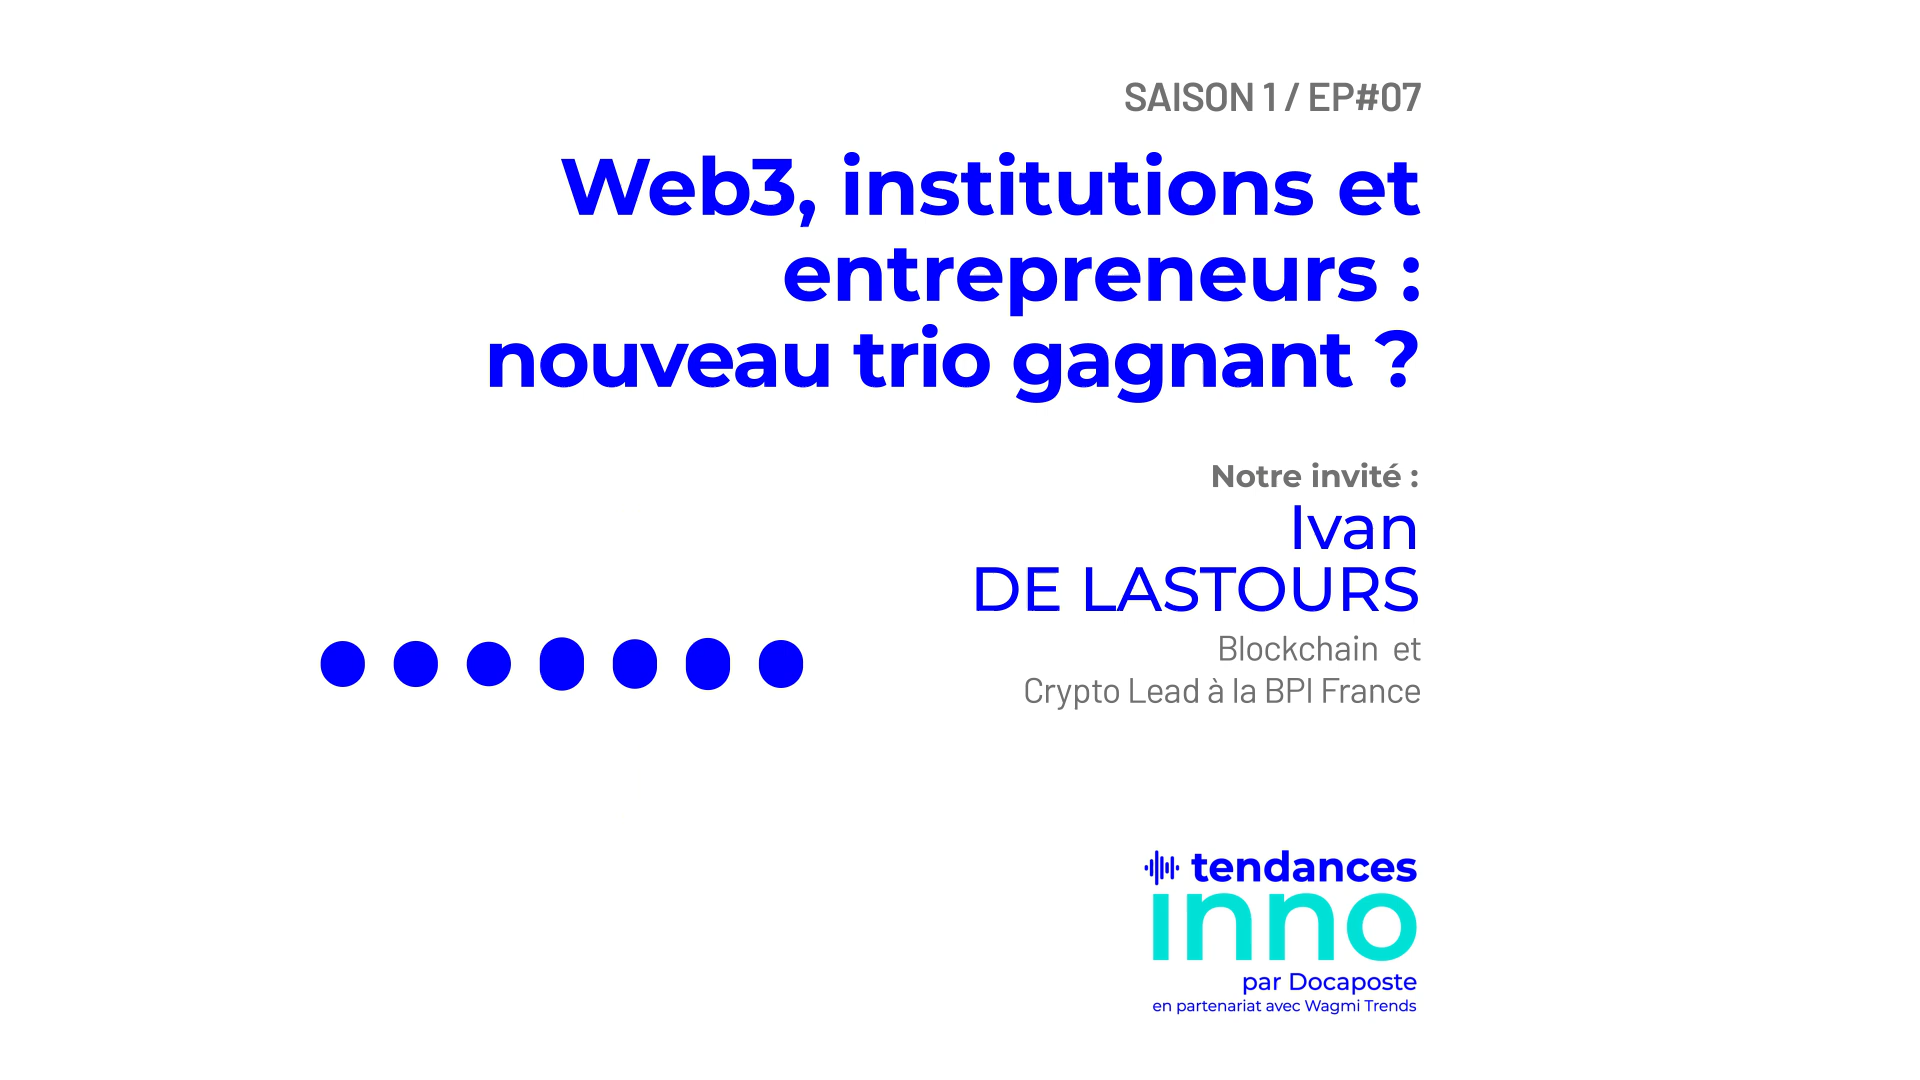 SAISON 1 / EP#07
Web3, institutions et
entrepreneurs :
nouveau trio gagnant ?
Notre invité :
Ivan
DE LASTOURS
Blockchain et
Crypto Lead à la BPI France
tendances
inno
par Docaposte
en partenariat avec Wagmi Trends